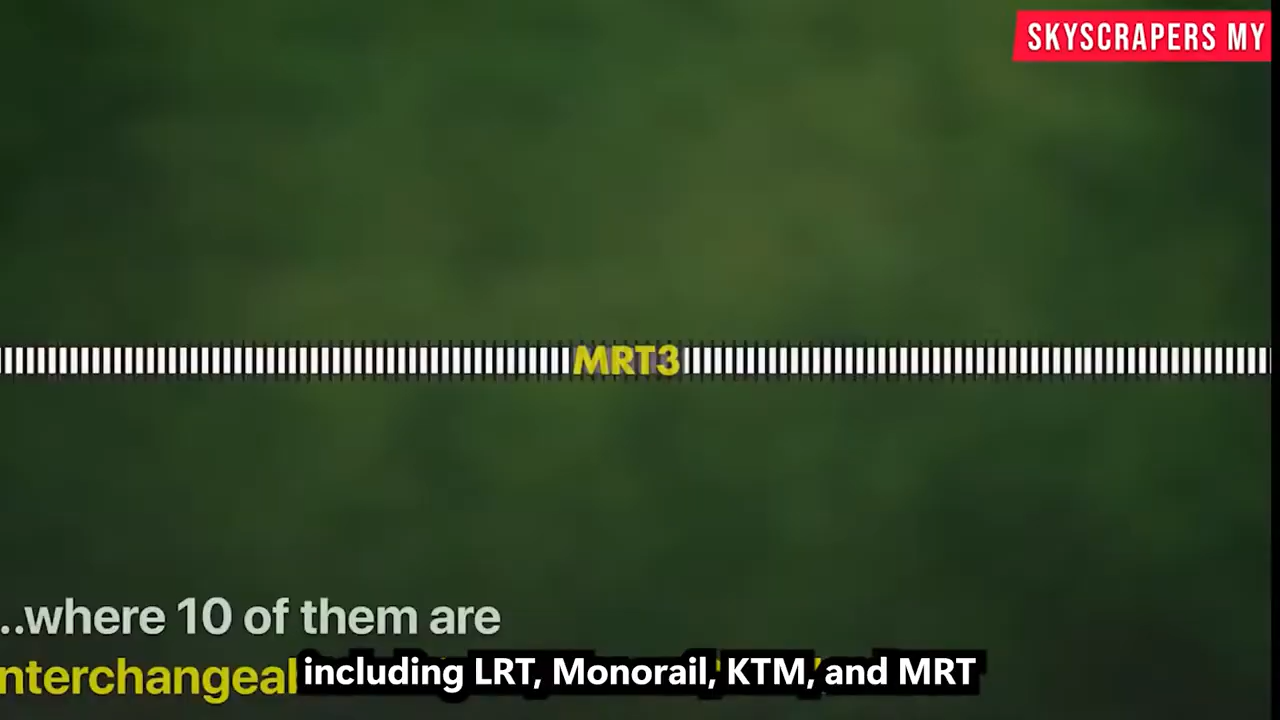 SKYSCRAPERS MY
MRT3
..where 10 of them are
nterchangeal
including LRT, Monorail, KTM, and MRT